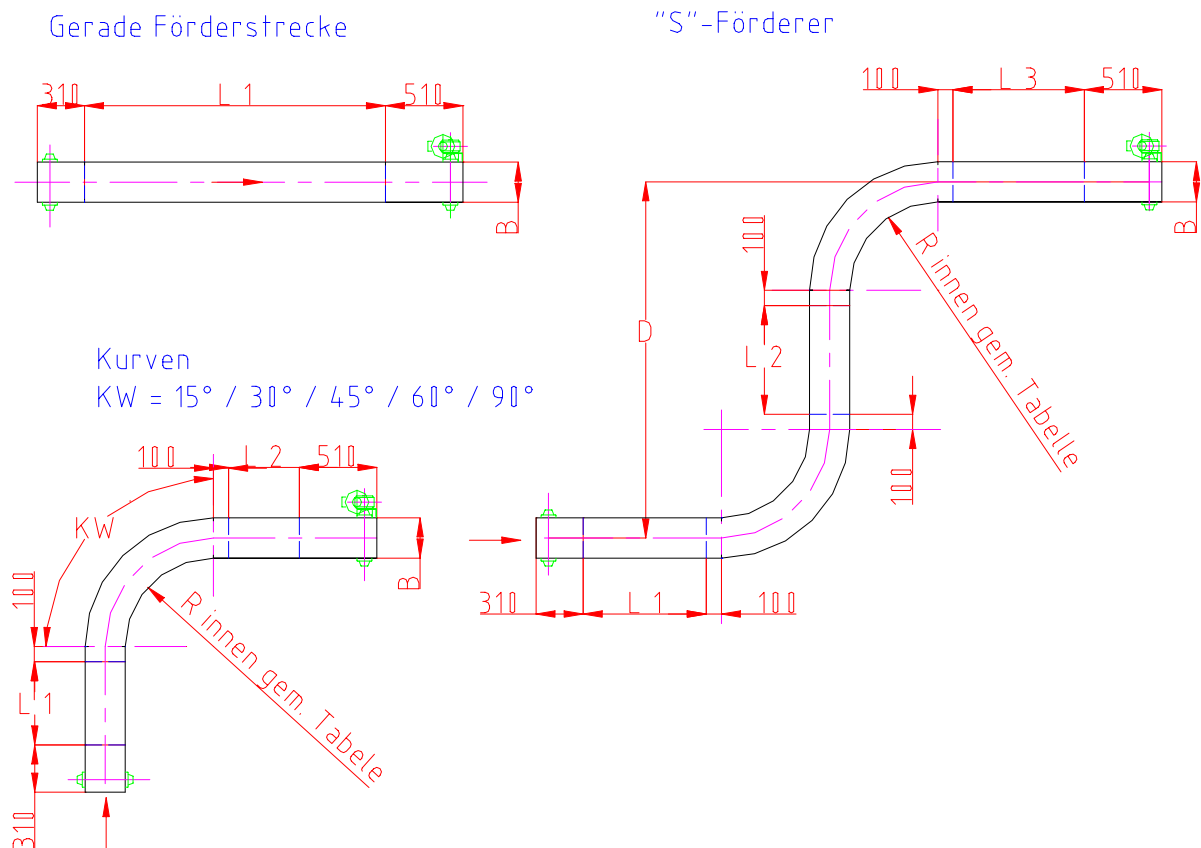 Gerade Förderstrecke
310
L 1
510
B
"S"-Förderer
100
L 3
510
B
100
R innen gem. Tabelle
D
L 2
100
310
L 1
100
Kurven
KW = 15° / 30° / 45° / 60° / 90°
100
L 2
510
KW
B
100
R innen gem. Tabele
L 1
310